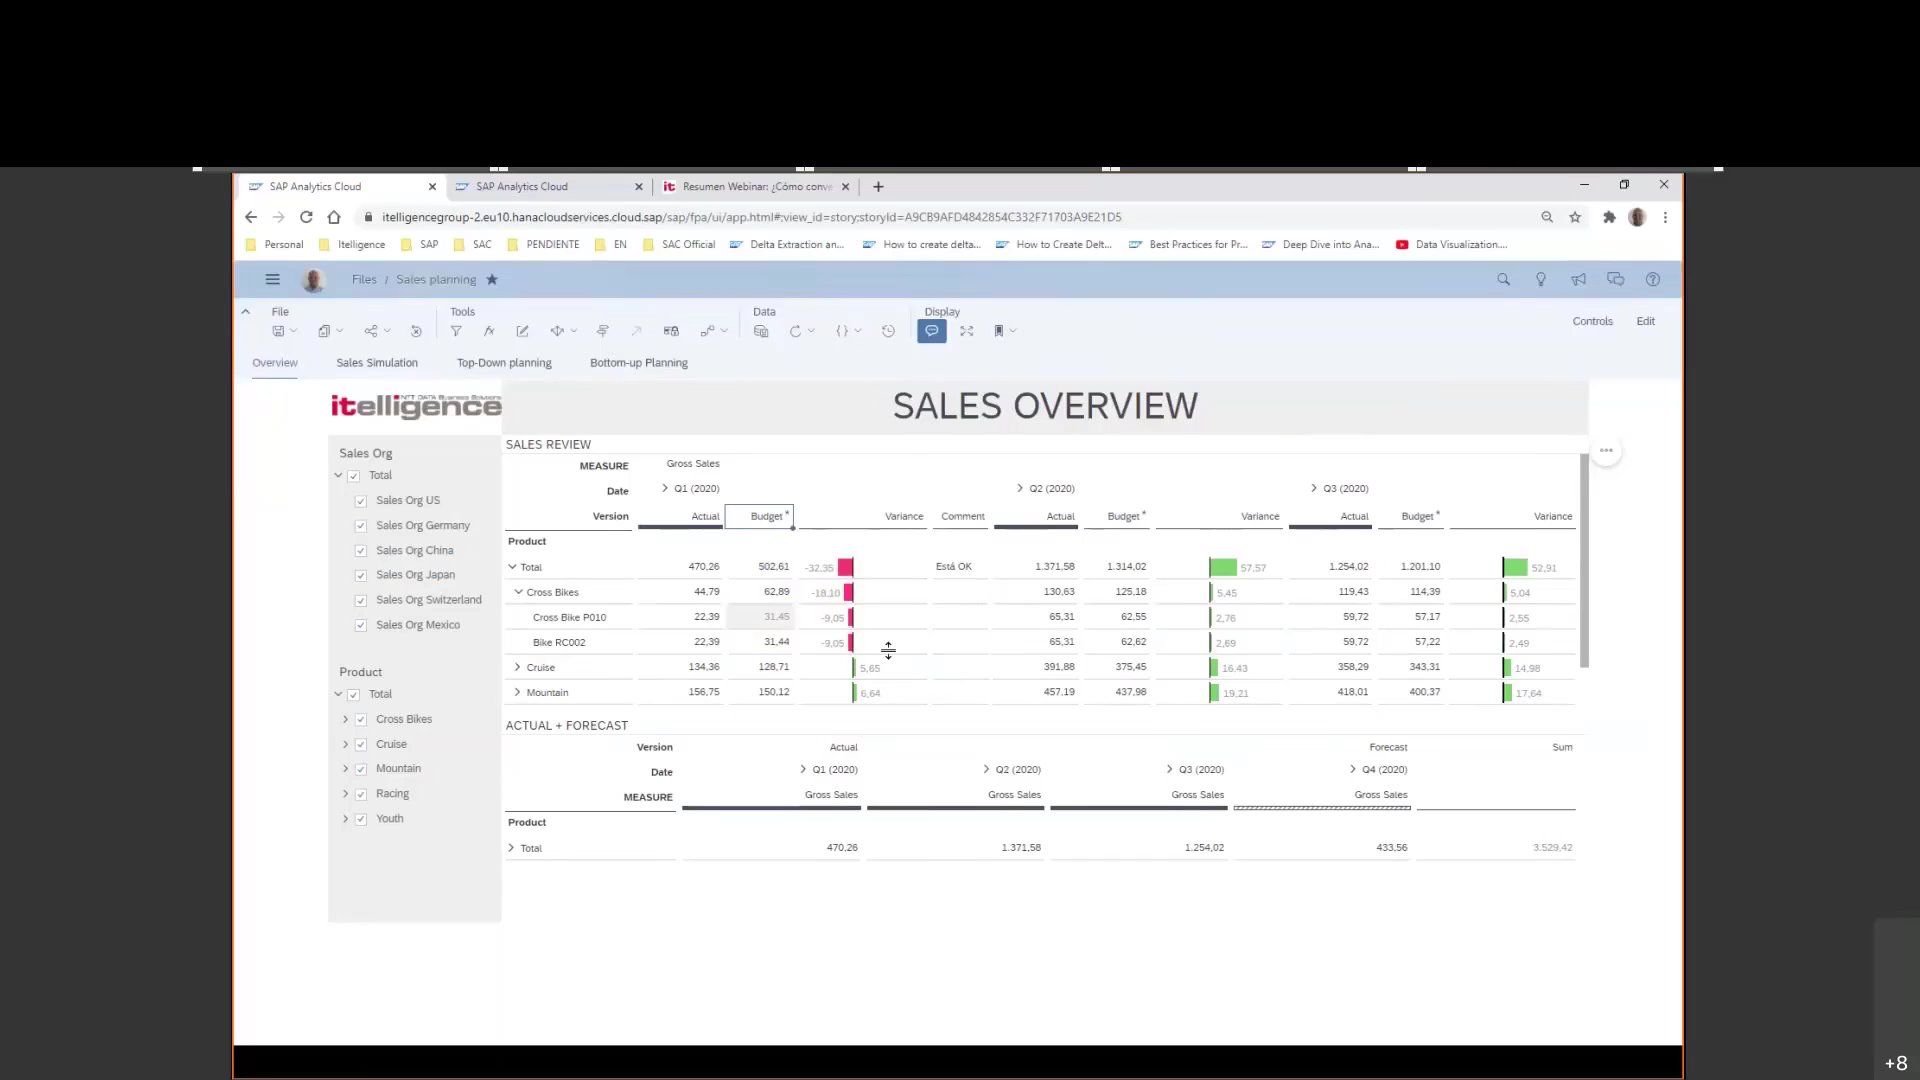 SAP Analytics Cloud SAP Analytics Cloud Resumen Webinar: ¿Cómo conve
itelligencegroup-2.eu10.hanacloudservices.cloud.sap/sap/fpa/ui/app.html#;view_id=story;storyId=A9CB9AFD4842854C332F71703A9E21D5
Personal Itelligence SAP SAC PENDIENTE EN SAC Official Delta Extraction an... How to create delta... How to Create Delt... Best Practices for Pr... Deep Dive into Ana... Data Visualization....
Files / Sales planning
File Tools Data Display
Controls Edit
Overview Sales Simulation Top-Down planning Bottom-up Planning
NTT DATA Business Solutions
itelligence
SALES OVERVIEW
Sales Org
Total
Sales Org US
Sales Org Germany
Sales Org China
Sales Org Japan
Sales Org Switzerland
Sales Org Mexico
Product
Total
Cross Bikes
Cruise
Mountain
Racing
Youth
SALES REVIEW
MEASURE Gross Sales
Date Q1 (2020) Q2 (2020) Q3 (2020)
Version Actual Budget* Variance Comment Actual Budget* Variance Actual Budget* Variance
Product
Total 470,26 502,61 -32,35 Está OK 1.371,58 1.314,02 57,57 1.254,02 1.201,10 52,91
Cross Bikes 44,79 62,89 -18,10 130,63 125,18 5,45 119,43 114,39 5,04
Cross Bike P010 22,39 31,45 -9,05 65,31 62,55 2,76 59,72 57,17 2,55
Bike RC002 22,39 31,44 -9,05 65,31 62,62 2,69 59,72 57,22 2,49
Cruise 134,36 128,71 5,65 391,88 375,45 16,43 358,29 343,31 14,98
Mountain 156,75 150,12 6,64 457,19 437,98 19,21 418,01 400,37 17,64
ACTUAL + FORECAST
Version Actual Forecast Sum
Date Q1 (2020) Q2 (2020) Q3 (2020) Q4 (2020)
MEASURE Gross Sales Gross Sales Gross Sales Gross Sales
Product
Total 470,26 1.371,58 1.254,02 433,56 3.529,42
+8